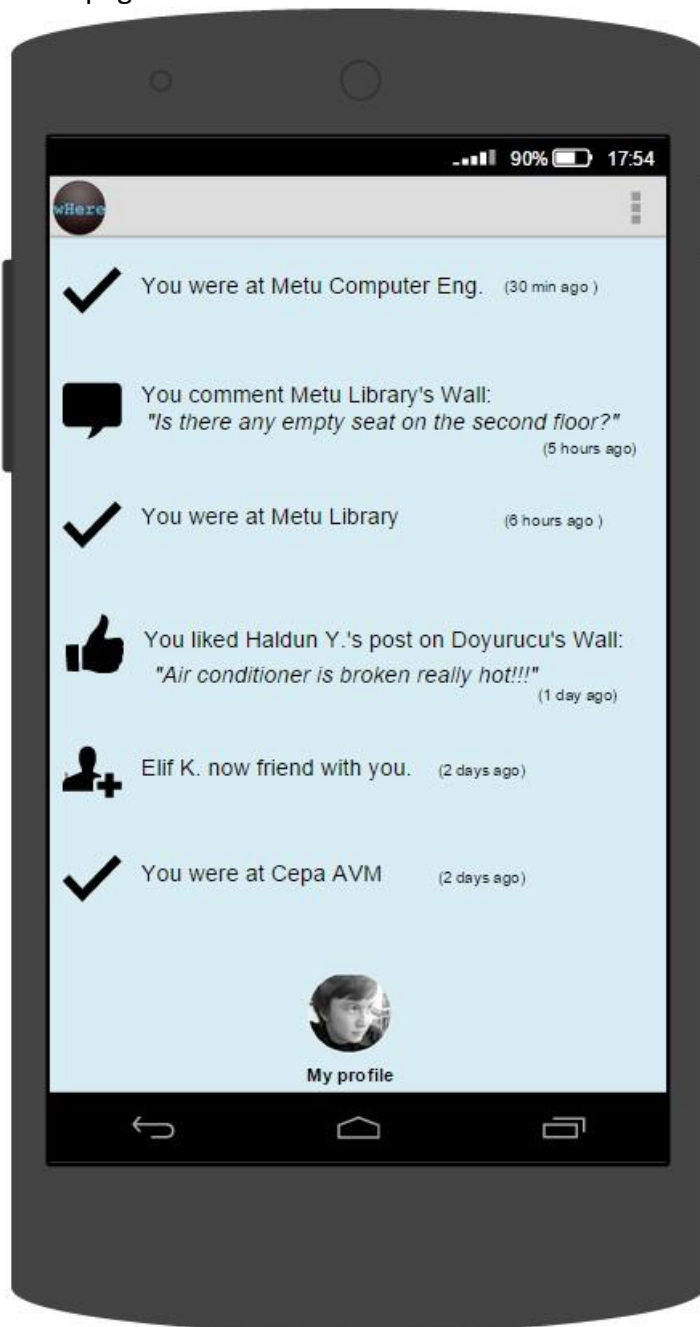 90% 17:54
wHere
You were at Metu Computer Eng. (30 min ago )
You comment Metu Library's Wall:
"Is there any empty seat on the second floor?"
(5 hours ago)
You were at Metu Library (6 hours ago )
You liked Haldun Y.'s post on Doyurucu's Wall:
"Air conditioner is broken really hot!!!"
(1 day ago)
Elif K. now friend with you. (2 days ago)
You were at Cepa AVM (2 days ago)
My profile